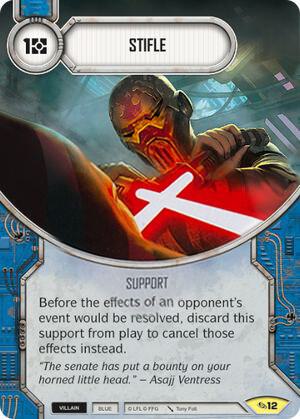 1
STIFLE
SUPPORT
Before the effects of an opponent's
event would be resolved, discard this
support from play to cancel those
effects instead.
"The senate has put a bounty on your
horned little head." – Asajj Ventress
VILLAIN
BLUE
© LFL © FFG
Tony Foti
12